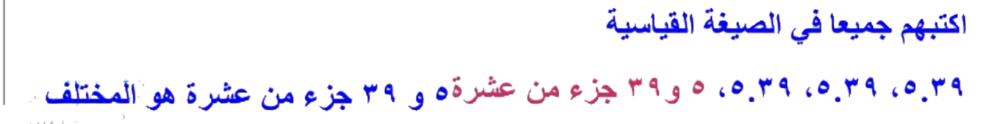 اكتبهم جميعا في الصيغة القياسية
٥.٣٩، ٥.٣٩، ٥.٣٩، ٥ و٣٩ جزء من عشرة٥ و ٣٩ جزء من عشرة هو المختلف